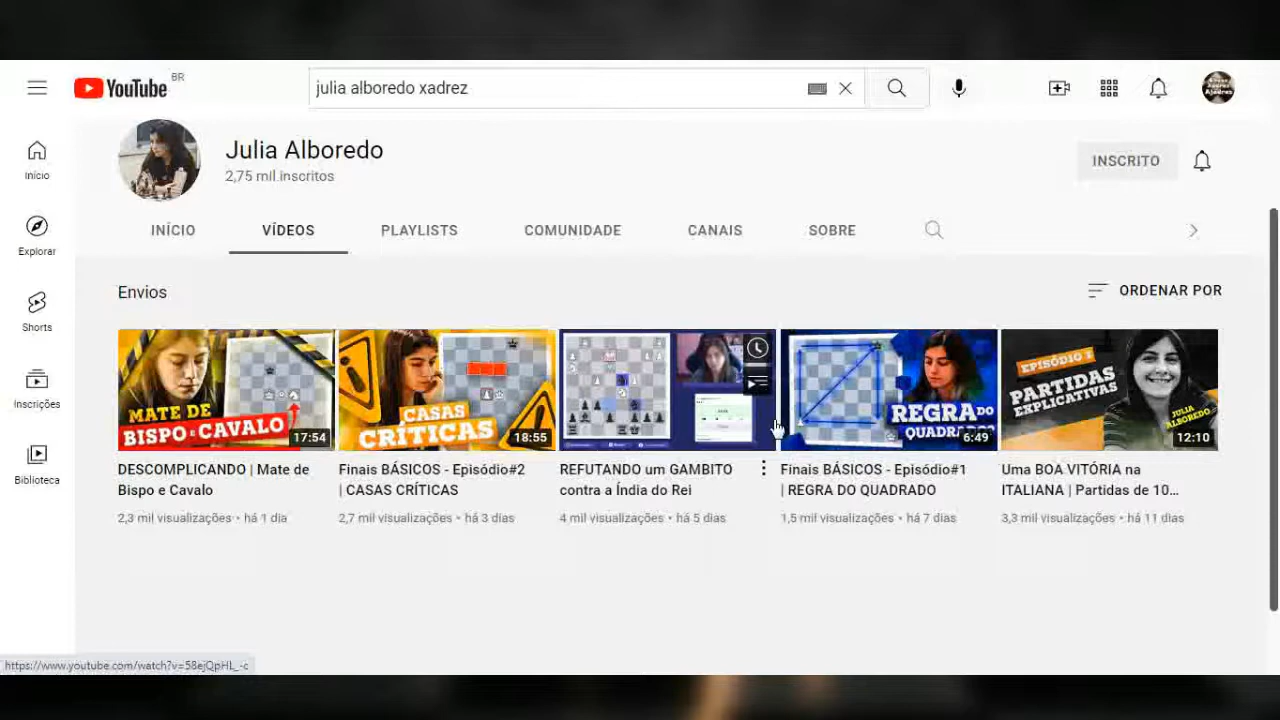 YouTube BR
julia alboredo xadrez
Início
Explorar
Shorts
Inscrições
Biblioteca
Julia Alboredo
2,75 mil inscritos
INSCRITO
INÍCIO VÍDEOS PLAYLISTS COMUNIDADE CANAIS SOBRE
Envios
ORDENAR POR
MATE DE
BISPO E CAVALO
17:54
DESCOMPLICANDO | Mate de
Bispo e Cavalo
2,3 mil visualizações • há 1 dia
CASAS
CRÍTICAS
18:55
Finais BÁSICOS - Episódio#2
| CASAS CRÍTICAS
2,7 mil visualizações • há 3 dias
REFUTANDO um GAMBITO
contra a Índia do Rei
4 mil visualizações • há 5 dias
REGRA DO
QUADRADO
6:49
Finais BÁSICOS - Episódio#1
| REGRA DO QUADRADO
1,5 mil visualizações • há 7 dias
EPISÓDIO 1
PARTIDAS
EXPLICATIVAS
JULIA
ALBOREDO
12:10
Uma BOA VITÓRIA na
ITALIANA | Partidas de 10...
3,3 mil visualizações • há 11 dias
https://www.youtube.com/watch?v=58ejQpHL_-c